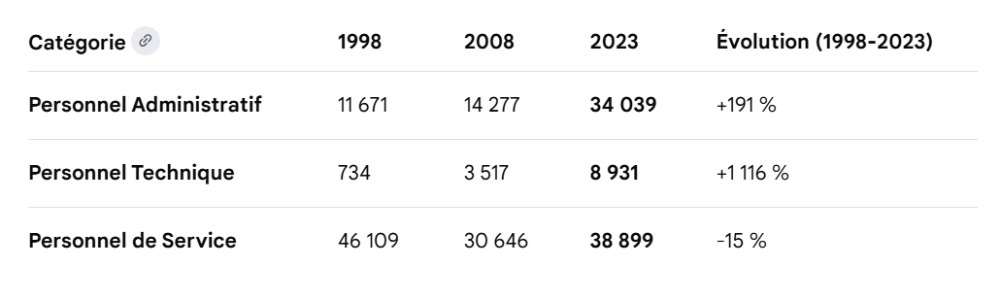 Catégorie 1998 2008 2023 Évolution (1998-2023)
Personnel Administratif 11 671 14 277 34 039 +191 %
Personnel Technique 734 3 517 8 931 +1 116 %
Personnel de Service 46 109 30 646 38 899 -15 %